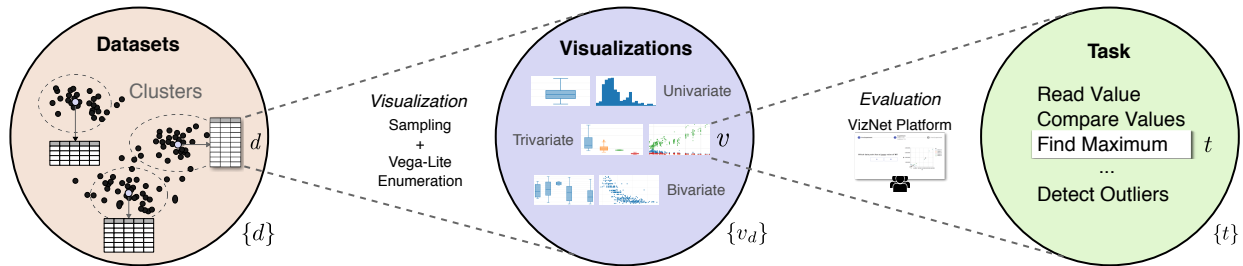 Datasets
Clusters
d
{d}
Visualization
Sampling
+
Vega-Lite
Enumeration
Visualizations
Univariate
Trivariate
v
Bivariate
{v_d}
Evaluation
VizNet Platform
Task
Read Value
Compare Values
Find Maximum
t
...
Detect Outliers
{t}